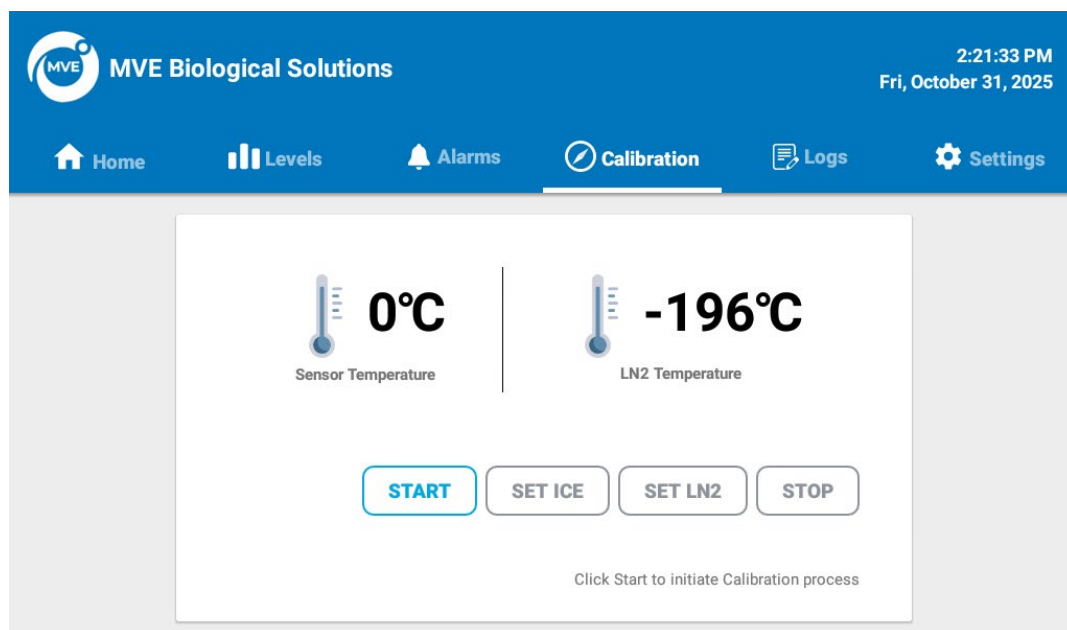 MVE
MVE Biological Solutions
2:21:33 PM
Fri, October 31, 2025
Home
Levels
Alarms
Calibration
Logs
Settings
0°C
Sensor Temperature
-196°C
LN2 Temperature
START
SET ICE
SET LN2
STOP
Click Start to initiate Calibration process